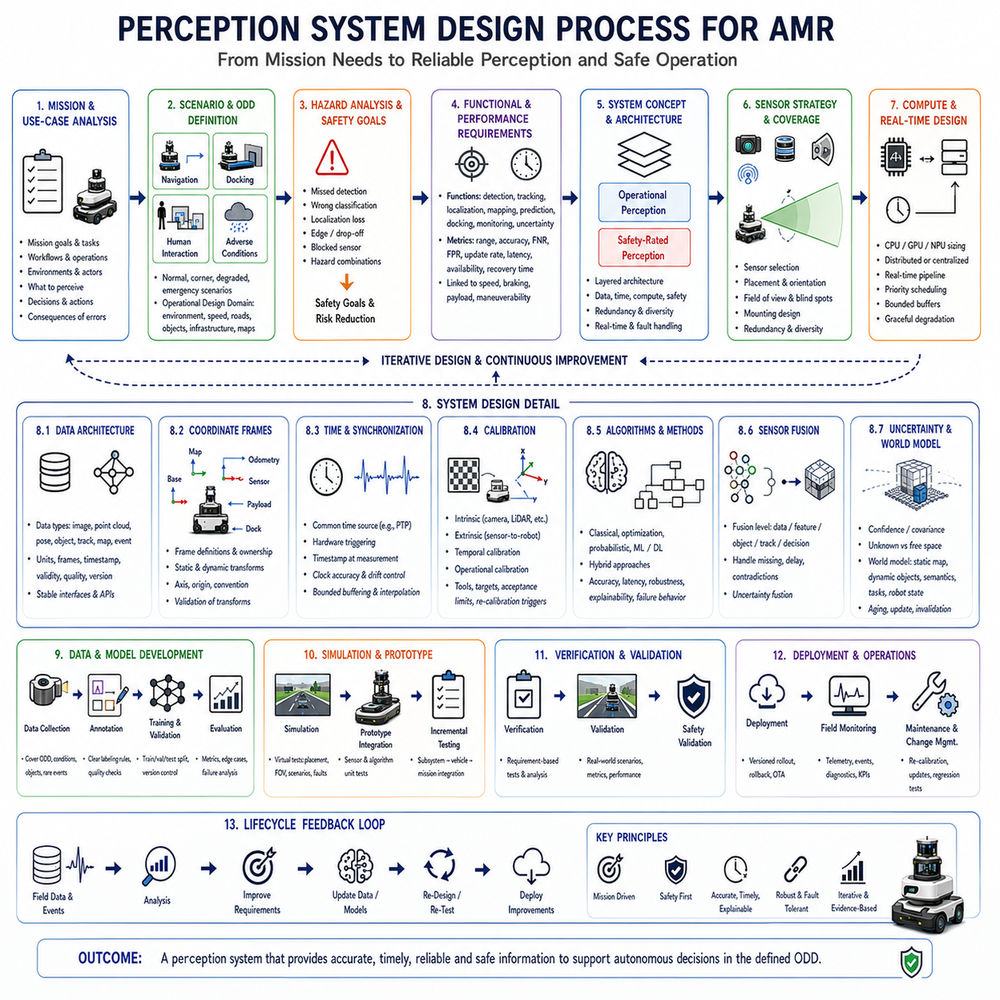 PERCEPTION SYSTEM DESIGN PROCESS FOR AMR
From Mission Needs to Reliable Perception and Safe Operation
1. MISSION &
USE-CASE ANALYSIS
• Mission goals & tasks
• Workflows & operations
• Environments & actors
• What to perceive
• Decisions & actions
• Consequences of errors
2. SCENARIO & ODD
DEFINITION
Navigation
Docking
Human
Interaction
Adverse
Conditions
• Normal, corner, degraded,
emergency scenarios
• Operational Design Domain:
environment, speed, roads,
objects, infrastructure, maps
3. HAZARD ANALYSIS &
SAFETY GOALS
• Missed detection
• Wrong classification
• Localization loss
• Edge / drop-off
• Blocked sensor
• Hazard combinations
Safety Goals &
Risk Reduction
4. FUNCTIONAL &
PERFORMANCE
REQUIREMENTS
• Functions: detection, tracking,
localization, mapping, prediction,
docking, monitoring, uncertainty
• Metrics: range, accuracy, FNR,
FPR, update rate, latency,
availability, recovery time
• Linked to speed, braking,
payload, maneuverability
5. SYSTEM CONCEPT
& ARCHITECTURE
Operational
Perception
Safety-Rated
Perception
• Layered architecture
• Data, time, compute, safety
• Redundancy & diversity
• Real-time & fault handling
6. SENSOR STRATEGY
& COVERAGE
• Sensor selection
• Placement & orientation
• Field of view & blind spots
• Mounting design
• Redundancy & diversity
7. COMPUTE &
REAL-TIME DESIGN
• CPU / GPU / NPU sizing
• Distributed or centralized
• Real-time pipeline
• Priority scheduling
• Bounded buffers
• Graceful degradation
ITERATIVE DESIGN & CONTINUOUS IMPROVEMENT
8. SYSTEM DESIGN DETAIL
8.1 DATA ARCHITECTURE
• Data types: image, point cloud,
pose, object, track, map, event
• Units, frames, timestamp,
validity, quality, version
• Stable interfaces & APIs
8.2 COORDINATE FRAMES
Map
Odometry
Base
Sensor
Payload
Dock
• Frame definitions & ownership
• Static & dynamic transforms
• Axis, origin, convention
• Validation of transforms
8.3 TIME & SYNCHRONIZATION
• Common time source (e.g., PTP)
• Hardware triggering
• Timestamp at measurement
• Clock accuracy & drift control
• Bounded buffering & interpolation
8.4 CALIBRATION
x
y
y
• Intrinsic (camera, LiDAR, etc.)
• Extrinsic (sensor-to-robot)
• Temporal calibration
• Operational calibration
• Tools, targets, acceptance
limits, re-calibration triggers
8.5 ALGORITHMS & METHODS
• Classical, optimization,
probabilistic, ML / DL
• Hybrid approaches
• Accuracy, latency, robustness,
explainability, failure behavior
8.6 SENSOR FUSION
• Fusion level: data / feature /
object / track / decision
• Handle missing, delay,
contradictions
• Uncertainty fusion
8.7 UNCERTAINTY &
WORLD MODEL
• Confidence / covariance
• Unknown vs free space
• World model: static map,
dynamic objects, semantics,
tasks, robot state
• Aging, update, invalidation
9. DATA & MODEL DEVELOPMENT
Data Collection
Annotation
Training &
Validation
Evaluation
• Cover ODD, conditions,
objects, rare events
• Clear labeling rules,
quality checks
• Train/val/test split,
version control
• Metrics, edge cases,
failure analysis
10. SIMULATION & PROTOTYPE
Simulation
Prototype
Integration
Incremental
Testing
• Virtual tests: placement,
FOV, scenarios, faults
• Sensor & algorithm
unit tests
• Subsystem → vehicle →
mission integration
11. VERIFICATION & VALIDATION
Verification
Validation
Safety
Validation
• Requirement-based
tests & analysis
• Real-world scenarios,
metrics, performance
12. DEPLOYMENT & OPERATIONS
Deployment
Field Monitoring
Maintenance &
Change Mgmt.
• Versioned rollout,
rollback, OTA
• Telemetry, events,
diagnostics, KPIs
• Re-calibration,
updates, regression
tests
13. LIFECYCLE FEEDBACK LOOP
Field Data &
Events
Analysis
Improve
Requirements
Update Data /
Models
Re-Design /
Re-Test
Deploy
Improvements
KEY PRINCIPLES
Mission Driven
Safety First
Accurate, Timely,
Explainable
Robust & Fault
Tolerant
Iterative &
Evidence-Based
OUTCOME: A perception system that provides accurate, timely, reliable and safe information to support autonomous decisions in the defined ODD.